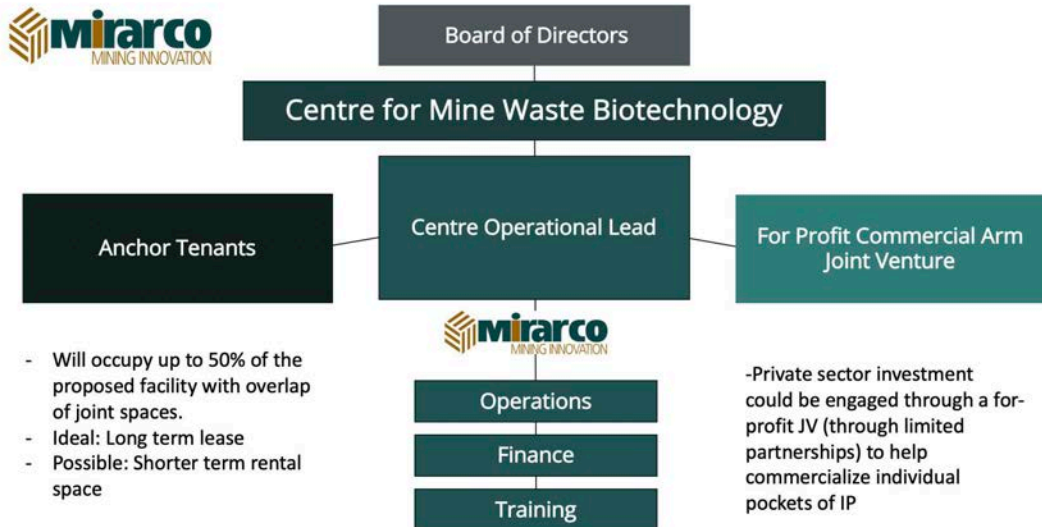 Mirarco
MINING INNOVATION
Board of Directors
Centre for Mine Waste Biotechnology
Anchor Tenants
Centre Operational Lead
For Profit Commercial Arm
Joint Venture
Mirarco
MINING INNOVATION
- Will occupy up to 50% of the
proposed facility with overlap
of joint spaces.
- Ideal: Long term lease
- Possible: Shorter term rental
space
Operations
Finance
Training
-Private sector investment
could be engaged through a for-
profit JV (through limited
partnerships) to help
commercialize individual
pockets of IP